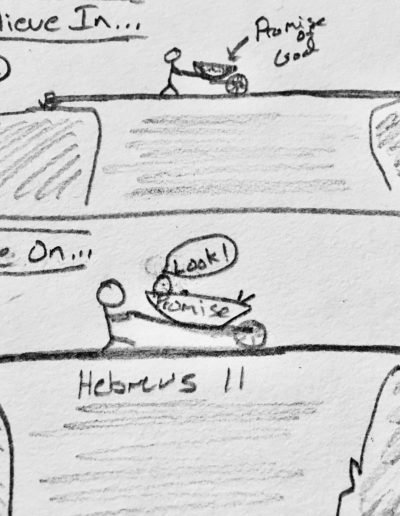 lieve In...
Promise
of
God
e On...
Look!
Promise
Hebrews 11